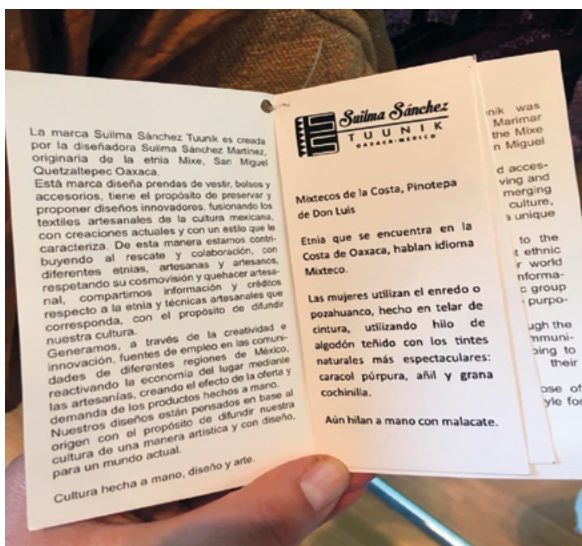 La marca Suilma Sánchez Tuunik es creada
por la diseñadora Suilma Sánchez Martínez,
originaria de la etnia Mixe, San Miguel
Quetzaltepec Oaxaca.
Está marca diseña prendas de vestir, bolsos y
accesorios, tiene el propósito de preservar y
proponer diseños innovadores, fusionando los
textiles artesanales de la cultura mexicana,
con creaciones actuales y con un estilo que le
caracteriza. De esta manera estamos contri-
buyendo al rescate y colaboración, con
diferentes etnias, artesanas y artesanos,
respetando su cosmovisión y quehacer artesa-
nal, compartimos información y créditos
respecto a la etnia y técnicas artesanales que
corresponda, con el propósito de difundir
nuestra cultura.
Generamos, a través de la creatividad e
innovación, fuentes de empleo en las comuni-
dades de diferentes regiones de México,
reactivando la economía del lugar mediante
las artesanías, creando el efecto de la oferta y
demanda de los productos hechos a mano.
Nuestros diseños están pensados en base al
origen con el propósito de difundir nuestra
cultura de una manera artística y con diseño,
para un mundo actual.
Cultura hecha a mano, diseño y arte.
Suilma Sánchez
TUUNIK
OAXACA-MEXICO
Mixtecos de la Costa, Pinotepa
de Don Luis
Etnia que se encuentra en la
Costa de Oaxaca, hablan idioma
Mixteco.
Las mujeres utilizan el enredo o
pozahuanco, hecho en telar de
cintura, utilizando hilo de
algodón teñido con los tintes
naturales más espectaculares:
caracol púrpura, añil y grana
cochinilla.
Aún hilan a mano con malacate.
was
Marimar
the Mixe
Miguel
acces-
and
merging
culture,
unique
to the
ethnic
world
informa-
group
purpo-
the
to
their
of
for